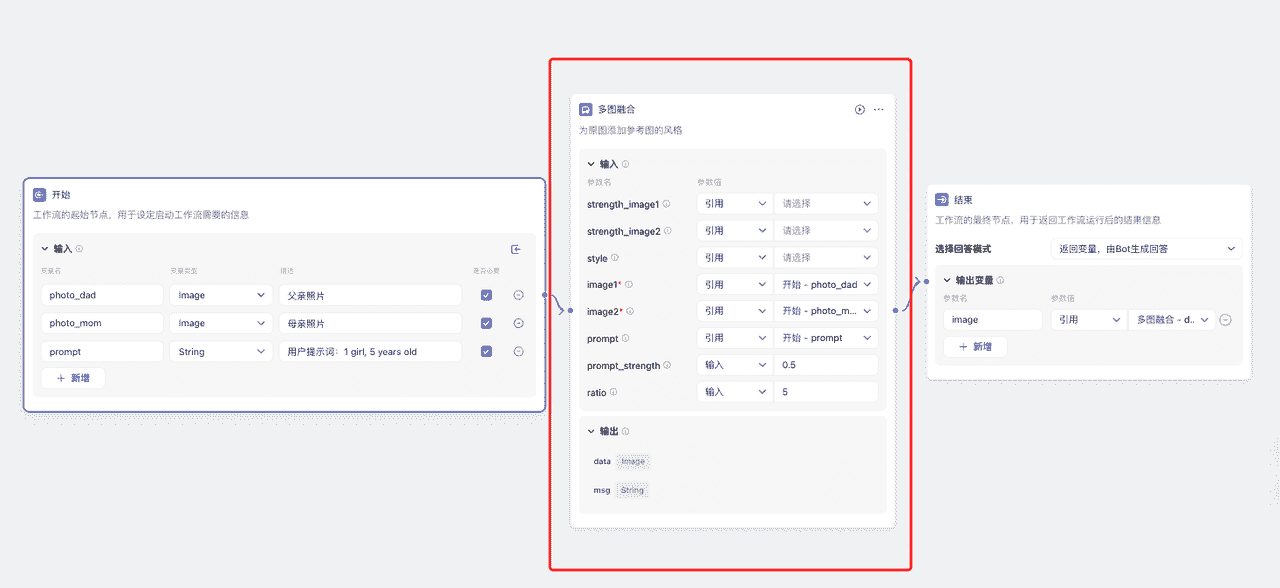 开始
工作流的起始节点，用于设定启动工作流需要的信息
输入
变量名 变量类型 描述 是否必要
photo_dad Image 父亲照片
photo_mom Image 母亲照片
prompt String 用户提示词：1 girl, 5 years old
+ 新增
多图融合
为原图添加参考图的风格
输入
参数名 参数值
strength_image1 引用 请选择
strength_image2 引用 请选择
style 引用 请选择
image1* 引用 开始 - photo_dad
image2* 引用 开始 - photo_m...
prompt 引用 开始 - prompt
prompt_strength 输入 0.5
ratio 输入 5
输出
data Image
msg String
结束
工作流的最终节点，用于返回工作流运行后的结果信息
选择回答模式 返回变量，由Bot生成回答
输出变量
参数名 参数值
image 引用 多图融合 - d..
+ 新增